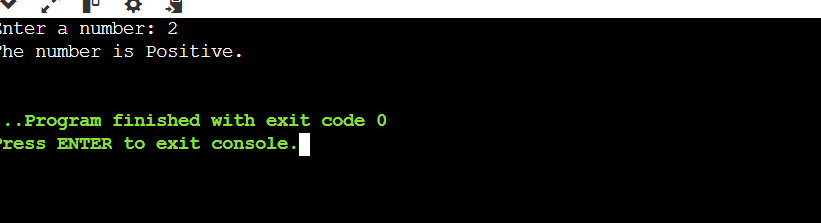 Enter a number: 2
The number is Positive.
...Program finished with exit code 0
Press ENTER to exit console.